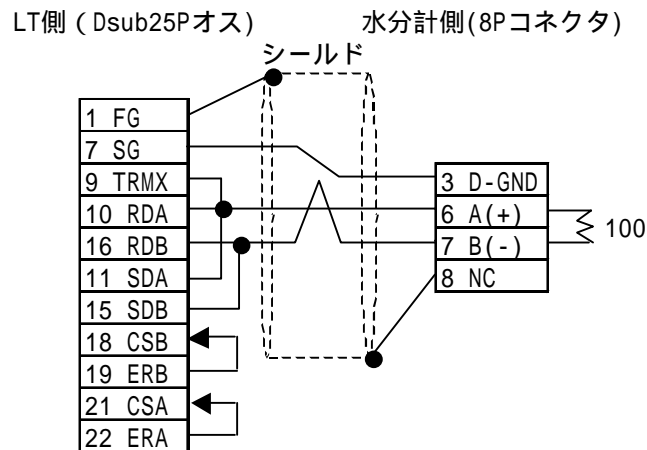 LT側(Dsub25Pオス) 水分計側(8Pコネクタ)
シールド
1 FG
7 SG
9 TRMX
10 RDA
16 RDB
11 SDA
15 SDB
18 CSB
19 ERB
21 CSA
22 ERA
3 D-GND
6 A(+)
7 B(-)
8 NC
100